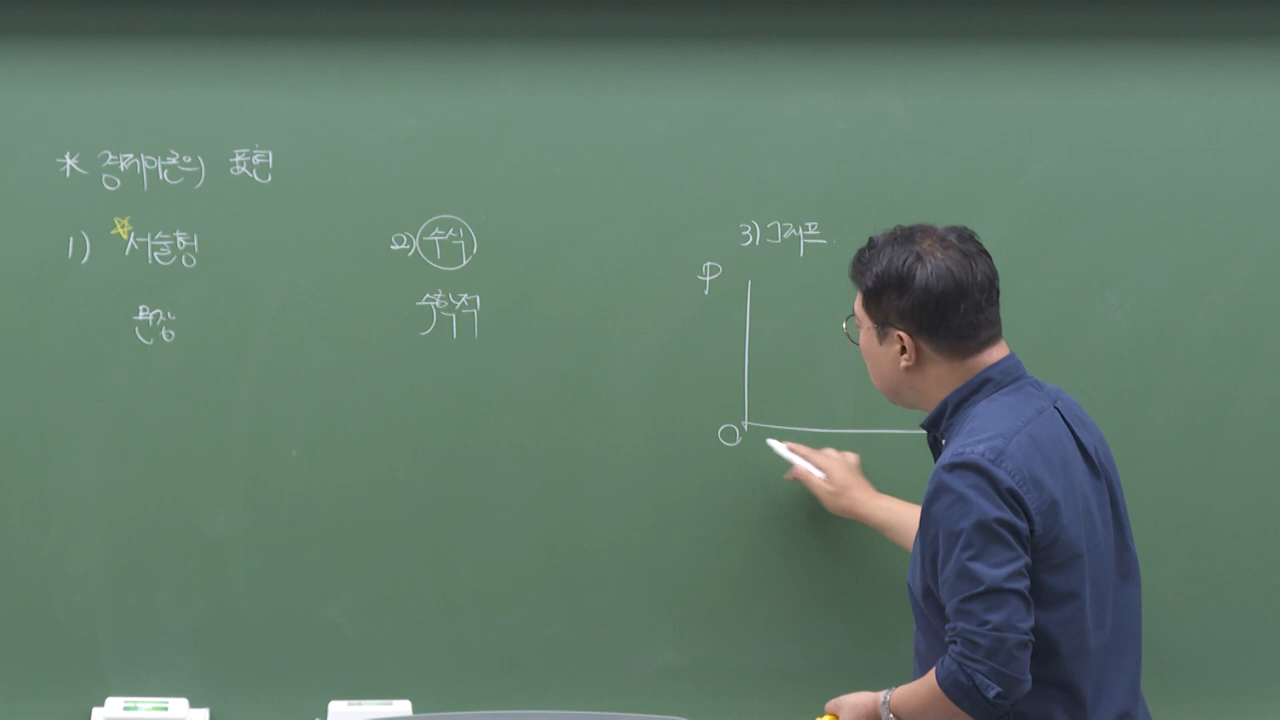 * 경제이론의 표현
1) ☆서술형
문장
2) 수식
수학적
3) 그래프.
P
O